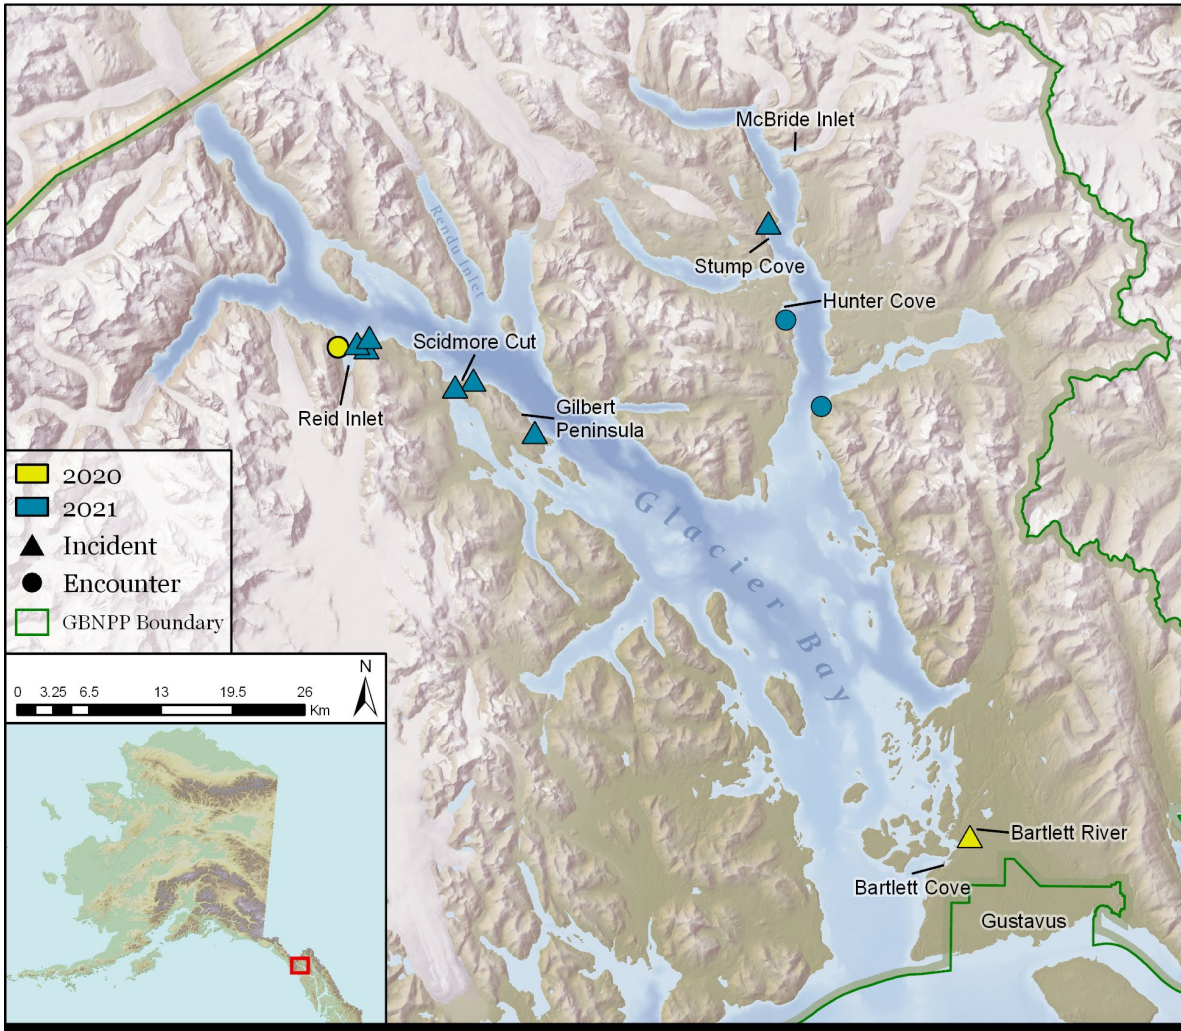 McBride Inlet
Rendu Inlet
Stump Cove
Hunter Cove
Scidmore Cut
Reid Inlet
Gilbert
Peninsula
Glacier Bay
2020
2021
Incident
Encounter
GBNPP Boundary
N
0 3.25 6.5 13 19.5 26
Km
Bartlett River
Bartlett Cove
Gustavus